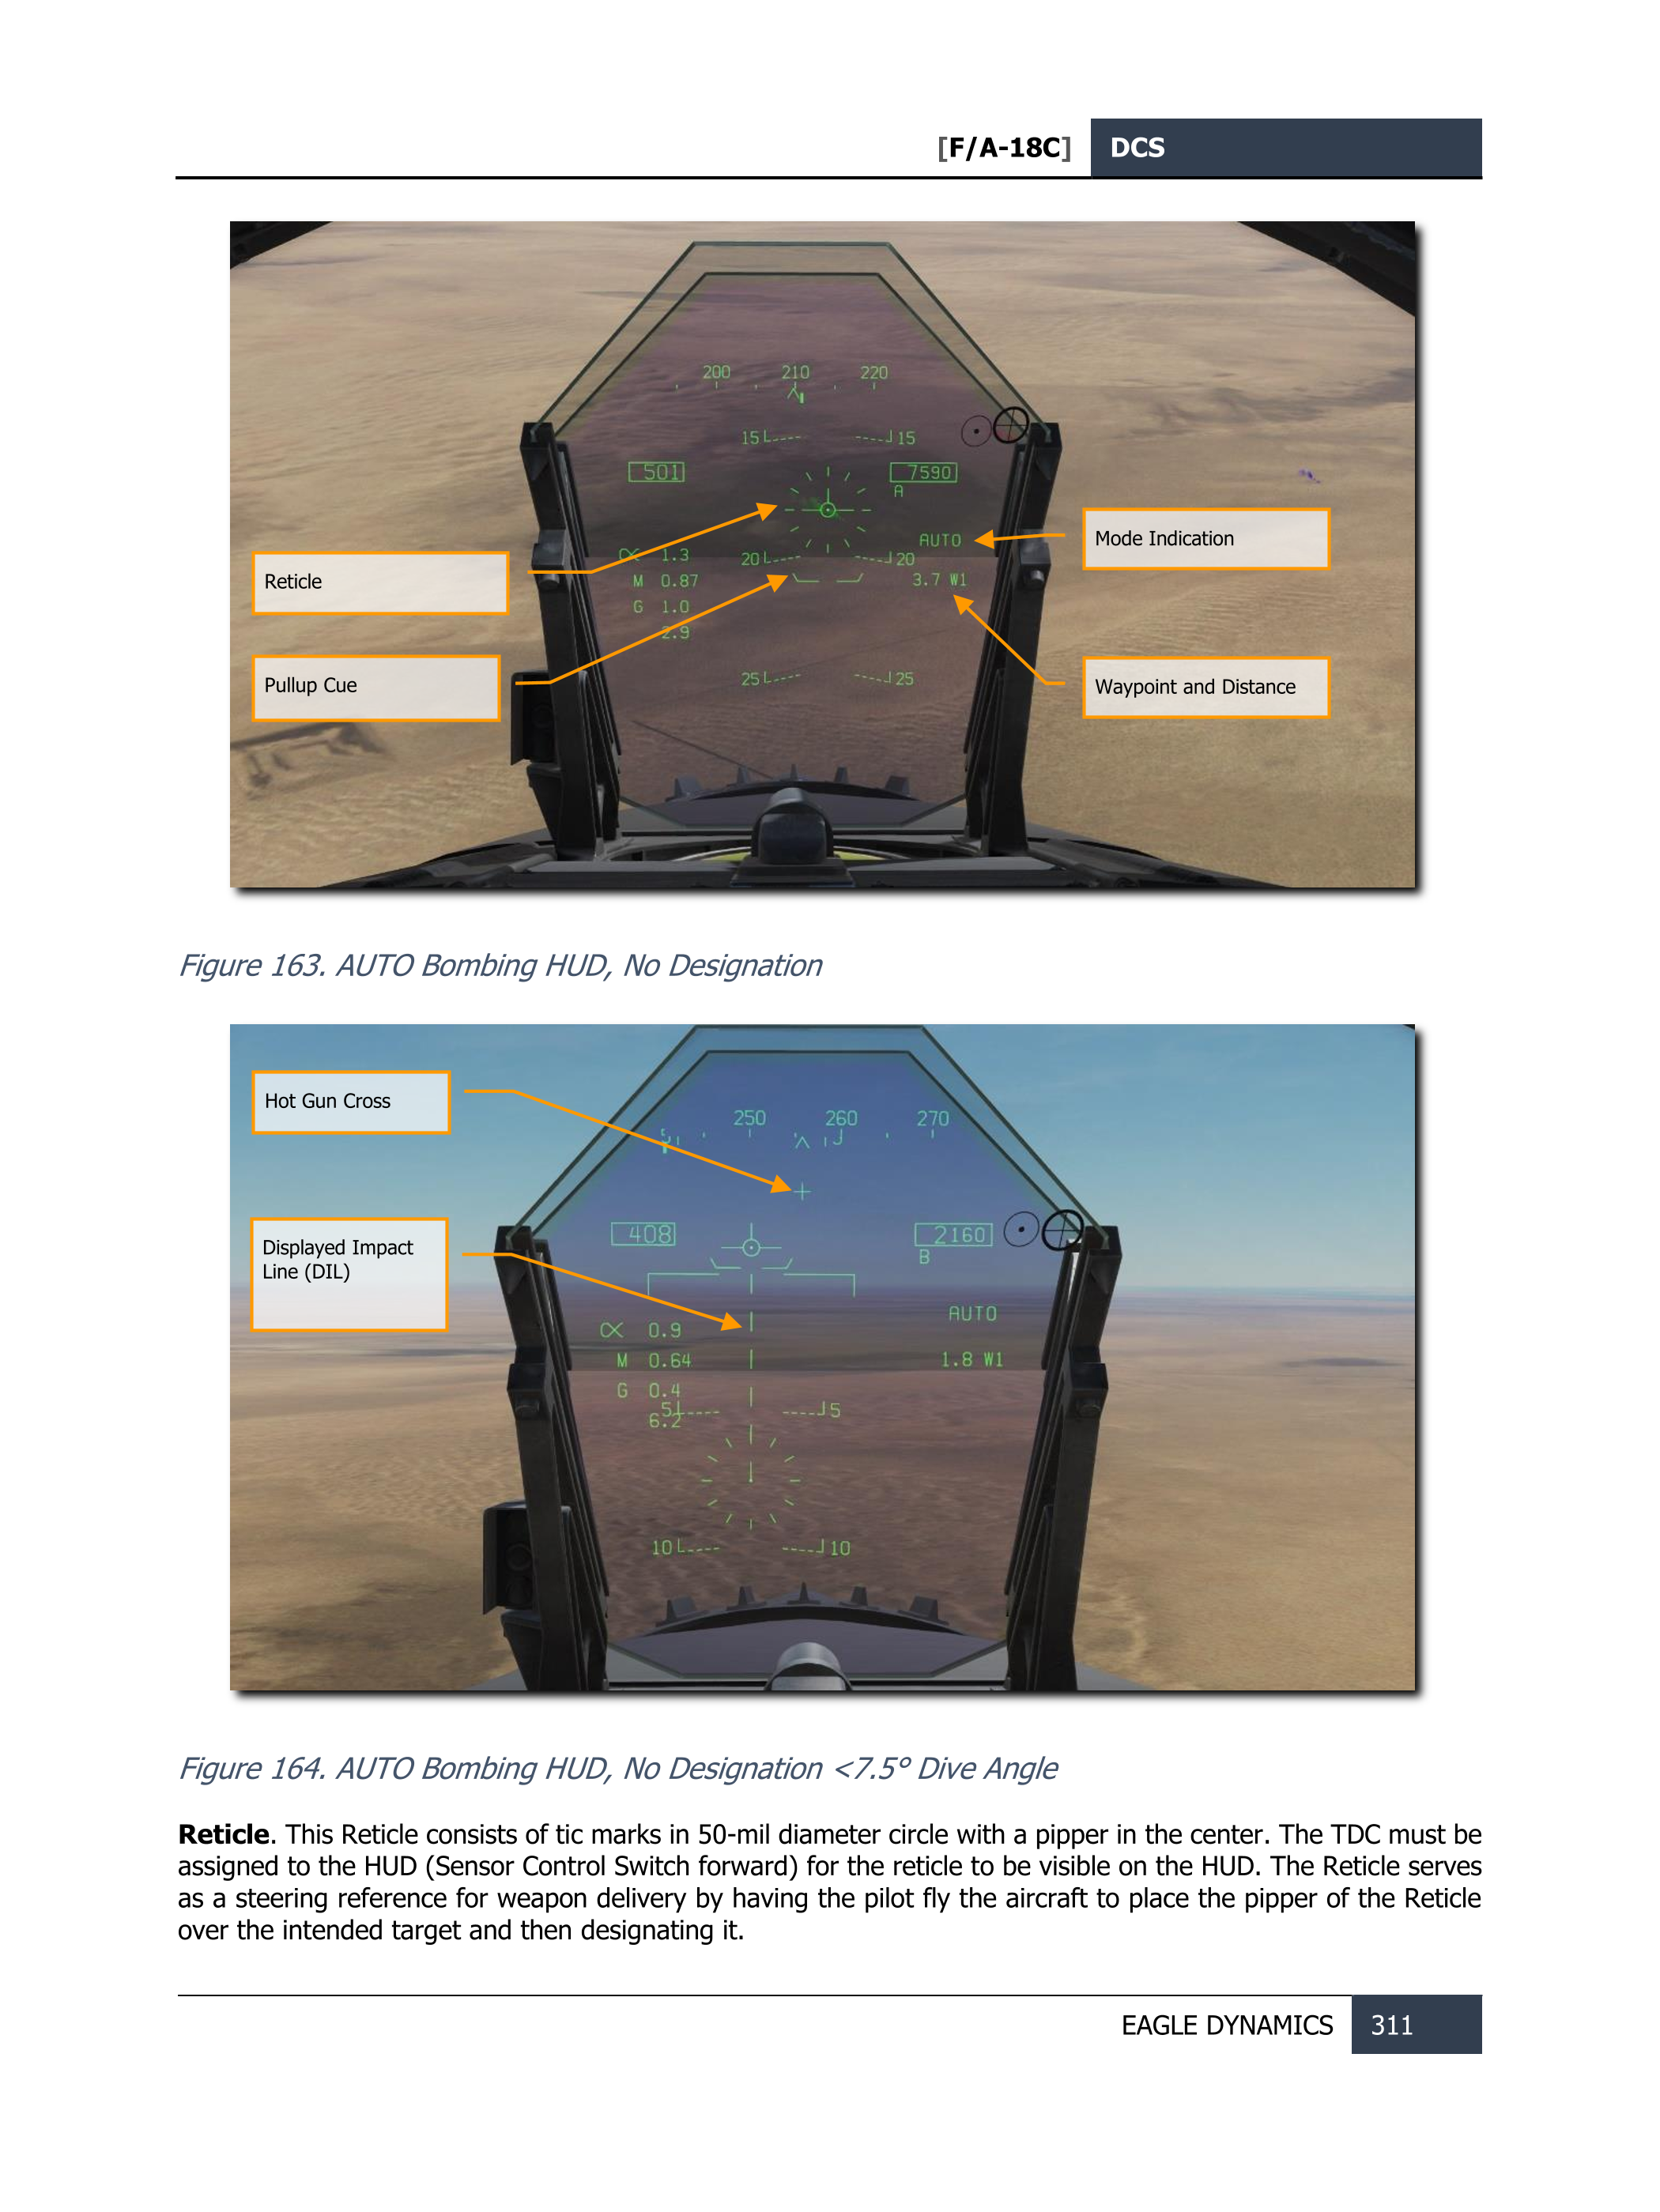 [F/A-18C] DCS
200 210 220
15 15
501 7590
A
AUTO
Mode Indication
α 1.3
20 20
Reticle
M 0.87
3.7 W1
G 1.0
2.9
25 25
Pullup Cue
Waypoint and Distance
Figure 163. AUTO Bombing HUD, No Designation
Hot Gun Cross
250 260 270
408 2160
B
Displayed Impact
Line (DIL)
AUTO
α 0.9
M 0.64
1.8 W1
G 0.4
5 5
6.2
10 10
Figure 164. AUTO Bombing HUD, No Designation <7.5° Dive Angle
Reticle. This Reticle consists of tic marks in 50-mil diameter circle with a pipper in the center. The TDC must be
assigned to the HUD (Sensor Control Switch forward) for the reticle to be visible on the HUD. The Reticle serves
as a steering reference for weapon delivery by having the pilot fly the aircraft to place the pipper of the Reticle
over the intended target and then designating it.
EAGLE DYNAMICS 311